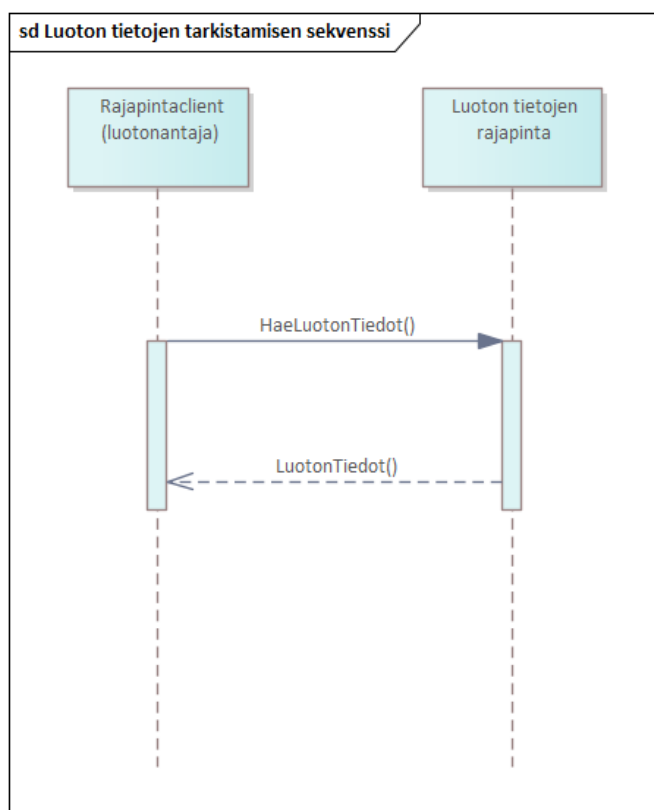 sd Luoton tietojen tarkistamisen sekvenssi
Rajapintaclient
(luotonantaja)
Luoton tietojen
rajapinta
HaeLuotonTiedot()
LuotonTiedot()